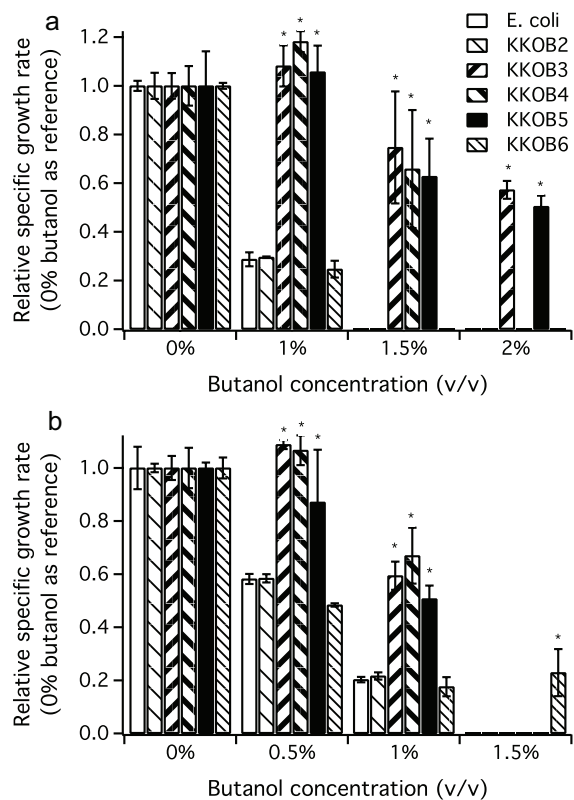 a
Relative specific growth rate
(0% butanol as reference)
1.2
1.0
0.8
0.6
0.4
0.2
0.0
* * *
* * *
* *
E. coli
KKOB2
KKOB3
KKOB4
KKOB5
KKOB6
0% 1% 1.5% 2%
Butanol concentration (v/v)
b
Relative specific growth rate
(0% butanol as reference)
1.0
0.8
0.6
0.4
0.2
0.0
* * *
* * *
*
0% 0.5% 1% 1.5%
Butanol concentration (v/v)